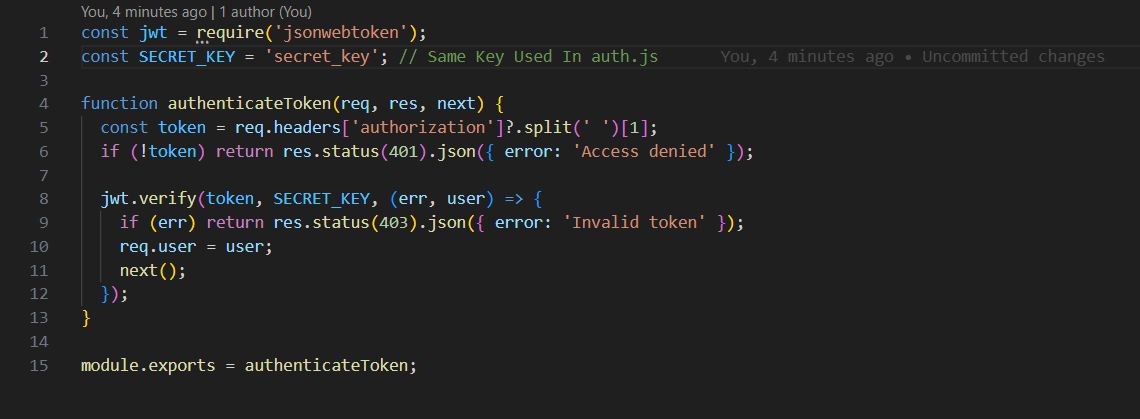 You, 4 minutes ago | 1 author (You)
1 const jwt = require('jsonwebtoken');
2 const SECRET_KEY = 'secret_key'; // Same Key Used In auth.js You, 4 minutes ago • Uncommitted changes
3
4 function authenticateToken(req, res, next) {
5   const token = req.headers['authorization']?.split(' ')[1];
6   if (!token) return res.status(401).json({ error: 'Access denied' });
7
8   jwt.verify(token, SECRET_KEY, (err, user) => {
9     if (err) return res.status(403).json({ error: 'Invalid token' });
10     req.user = user;
11     next();
12   });
13 }
14
15 module.exports = authenticateToken;